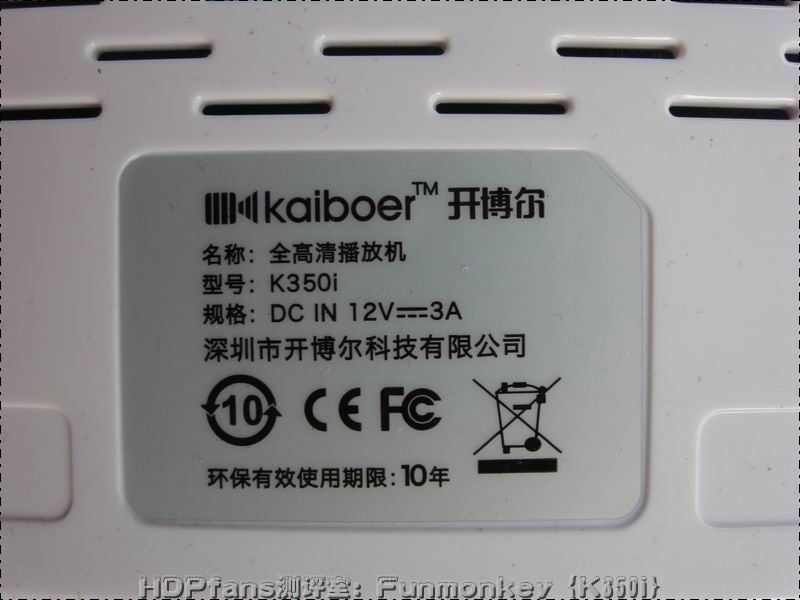 kaiboer™ 开博尔
名称：全高清播放机
型号：K350i
规格：DC IN 12V⎓3A
深圳市开博尔科技有限公司
10 CE FC
环保有效使用期限：10年
HDPfans测评室：Funmonkey {K350i}